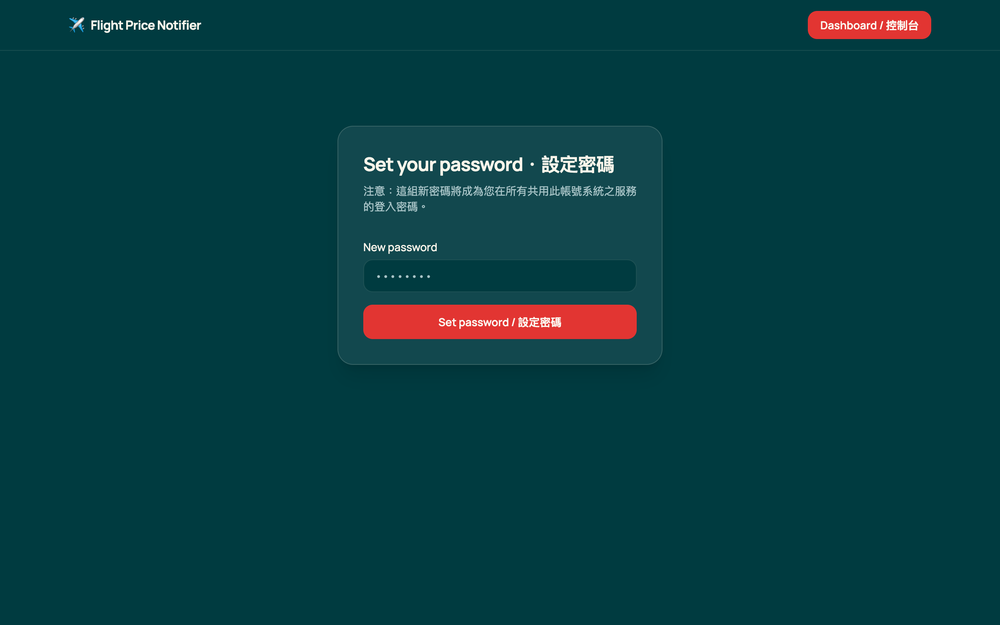 Flight Price Notifier
Dashboard / 控制台
Set your password · 設定密碼
注意：這組新密碼將成為您在所有共用此帳號系統之服務
的登入密碼。
New password
••••••••
Set password / 設定密碼